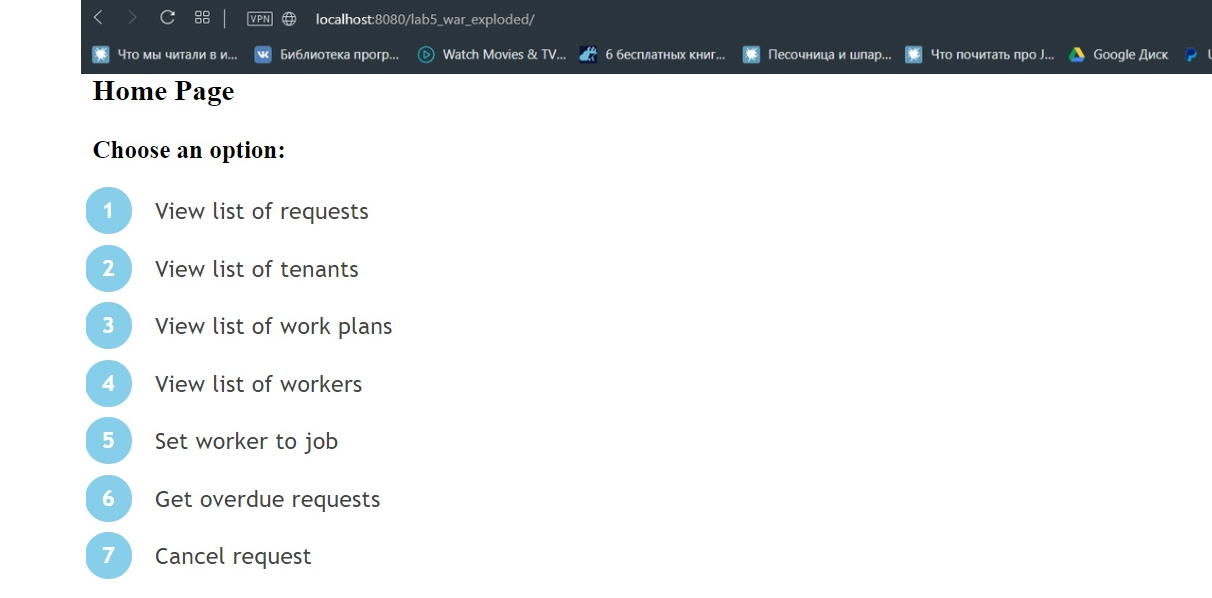 VPN localhost:8080/lab5_war_exploded/
Что мы читали в и... Библиотека прогр... Watch Movies & TV... 6 бесплатных книг... Песочница и шпар... Что почитать про J... Google Диск
Home Page
Choose an option:
1 View list of requests
2 View list of tenants
3 View list of work plans
4 View list of workers
5 Set worker to job
6 Get overdue requests
7 Cancel request